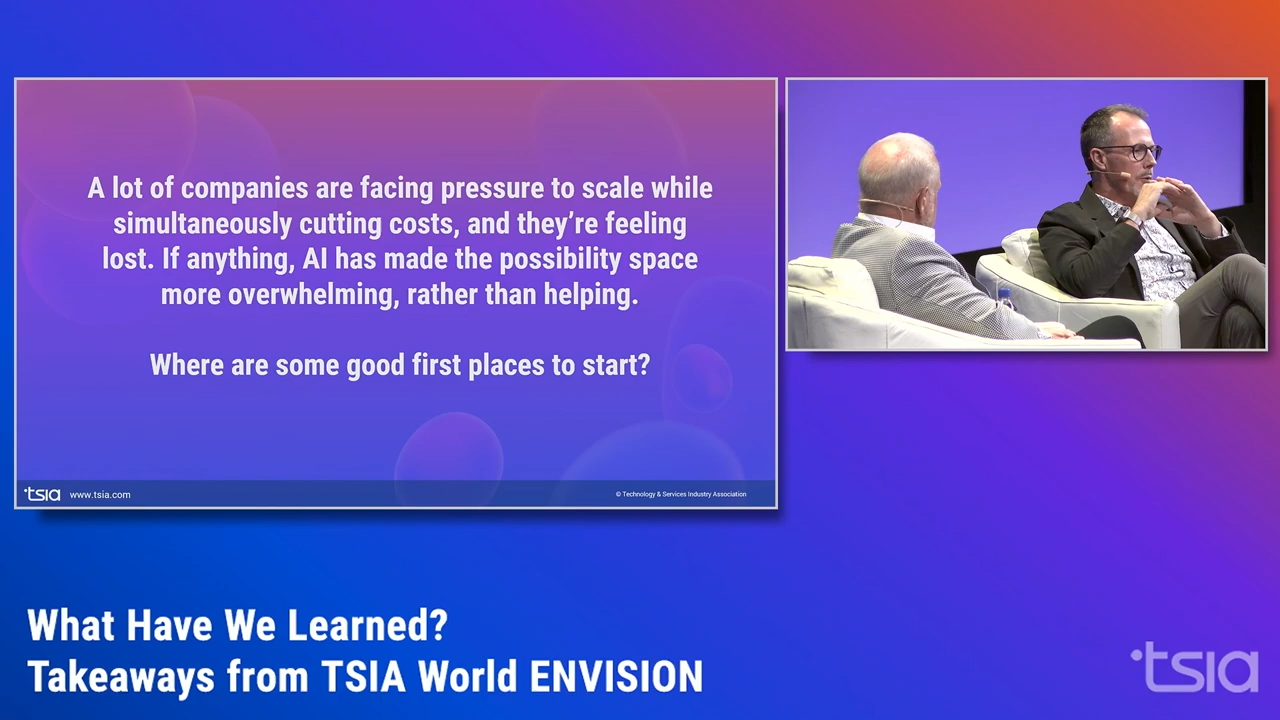 A lot of companies are facing pressure to scale while
simultaneously cutting costs, and they’re feeling
lost. If anything, AI has made the possibility space
more overwhelming, rather than helping.
Where are some good first places to start?
tsia www.tsia.com
© Technology & Services Industry Association
What Have We Learned?
Takeaways from TSIA World ENVISION
tsia